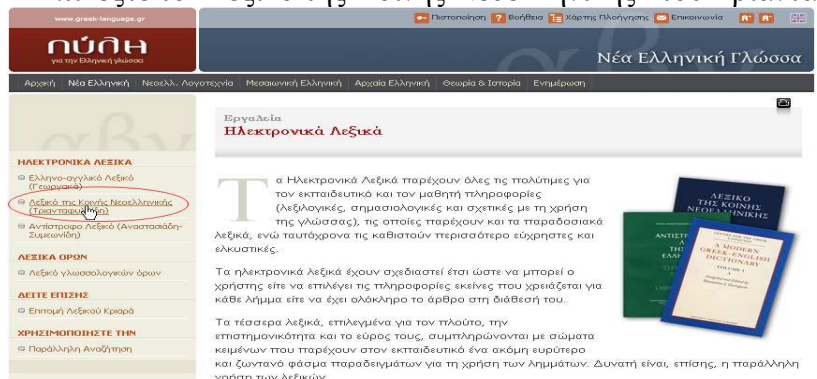 www.greek-language.gr
Πιστοποίηση Βοήθεια Χάρτης Πλοήγησης Επικοινωνία
πύλη
για την Ελληνική γλώσσα
Νέα Ελληνική Γλώσσα
Αρχική Νέα Ελληνική Νεοελλ. Λογοτεχνία Μεσαιωνική Ελληνική Αρχαία Ελληνική Θεωρία & Ιστορία Ενημέρωση
Εργαλεία
Ηλεκτρονικά Λεξικά
ΗΛΕΚΤΡΟΝΙΚΑ ΛΕΞΙΚΑ
Ελληνο-αγγλικό Λεξικό
(Γεωργακά)
Λεξικό της Κοινής Νεοελληνικής
Αντίστροφο Λεξικό (Αναστασιάδη-
Συμεωνίδη)
ΛΕΞΙΚΑ ΟΡΩΝ
Λεξικό γλωσσολογικών όρων
ΔΕΙΤΕ ΕΠΙΣΗΣ
Επιτομή Λεξικού Κριαρά
ΧΡΗΣΙΜΟΠΟΙΗΣΤΕ ΤΗΝ
Παράλληλη Αναζήτηση
Τα Ηλεκτρονικά Λεξικά παρέχουν όλες τις πολύτιμες για
τον εκπαιδευτικό και τον μαθητή πληροφορίες
(λεξιλογικές, σημασιολογικές και σχετικές με τη χρήση
της γλώσσας), τις οποίες παρέχουν και τα παραδοσιακά
λεξικά, ενώ ταυτόχρονα τις καθιστούν περισσότερο εύχρηστες και
ελκυστικές.
Τα ηλεκτρονικά λεξικά έχουν σχεδιαστεί έτσι ώστε να μπορεί ο
χρήστης είτε να επιλέγει τις πληροφορίες εκείνες που χρειάζεται για
κάθε λήμμα είτε να έχει ολόκληρο το άρθρο στη διάθεσή του.
Τα τέσσερα λεξικά, επιλεγμένα για τον πλούτο, την
επιστημονικότητα και το εύρος τους, συμπληρώνονται με σώματα
κειμένων που παρέχουν στον εκπαιδευτικό ένα ακόμη ευρύτερο
και ζωντανό φάσμα παραδειγμάτων για τη χρήση των λημμάτων. Δυνατή είναι, επίσης, η παράλληλη
χρήση των λεξικών.
ΛΕΞΙΚΟ
ΤΗΣ ΚΟΙΝΗΣ
A MODERN
GREEK-ENGLISH
DICTIONARY
VOLUME I